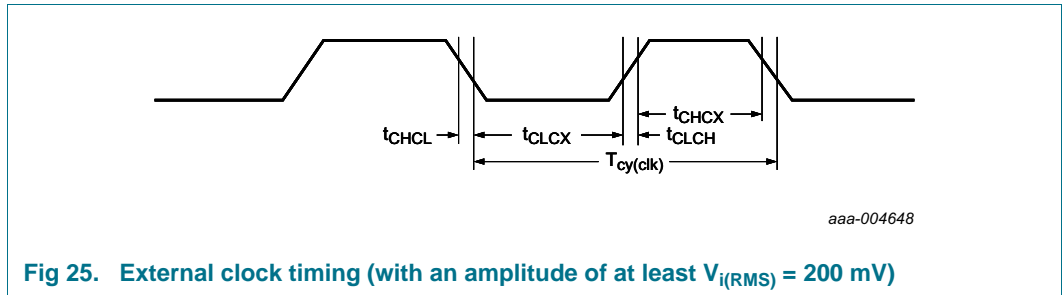 tCHCX
tCHCL tCLCX tCLCH
Tcy(clk)
aaa-004648
Fig 25. External clock timing (with an amplitude of at least Vi(RMS) = 200 mV)